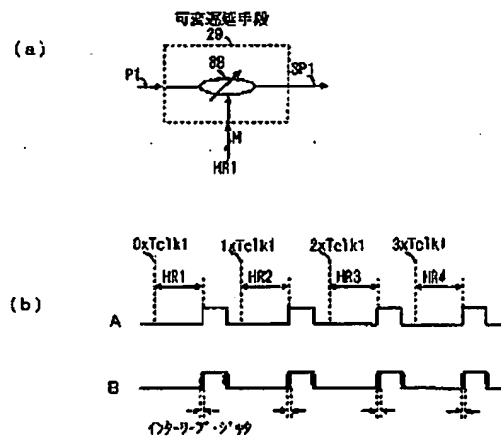 (a)
可変遅延手段
29
88
P1
SP1
M
HR1
0xTclk1 1xTclk1 2xTclk1 3xTclk1
HR1 HR2 HR3 HR4
(b)
A
B
インターリーブ・ジッタ